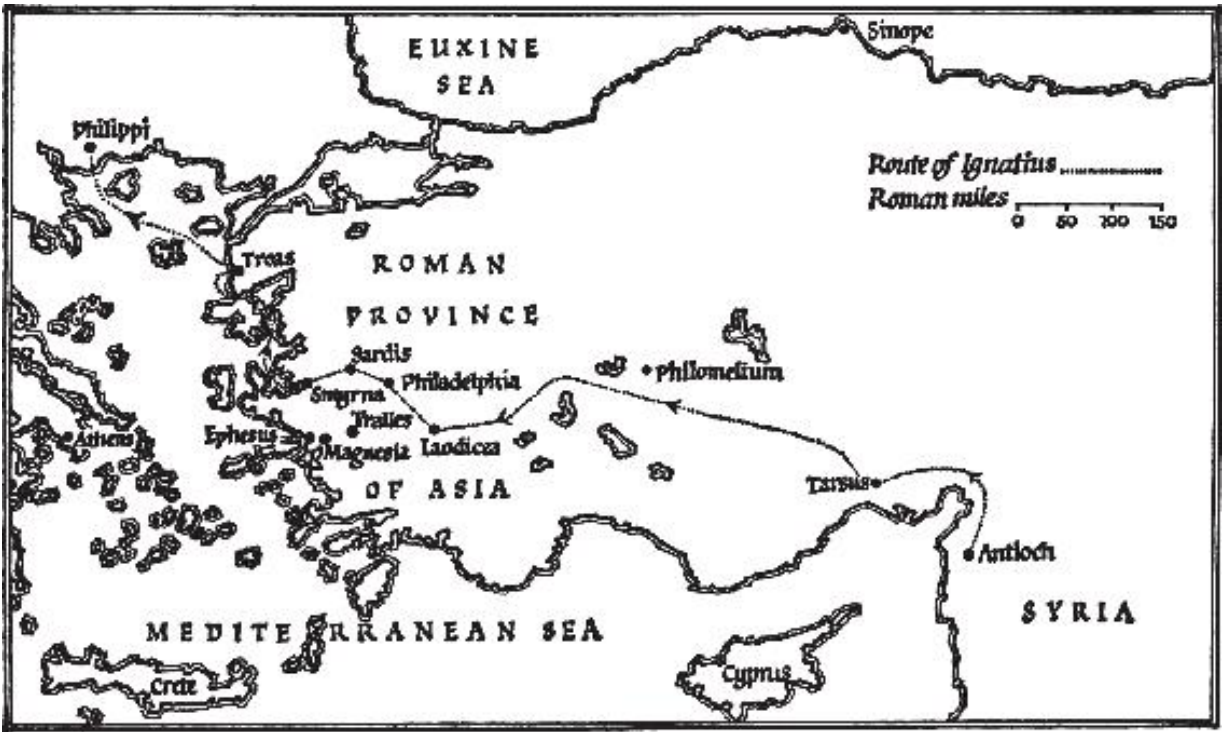 Sinope
EUXINE
SEA
Philippi
Route of Ignatius
Roman miles
0 50 100 150
Troas
ROMAN
PROVINCE
Sardis
Philomelium
Smyrna
Philadelphia
Tralles
Ephesus
Magnesia
Laodicea
Athens
OF ASIA
Tarsus
Antioch
SYRIA
MEDITERRANEAN SEA
Crete
Cyprus